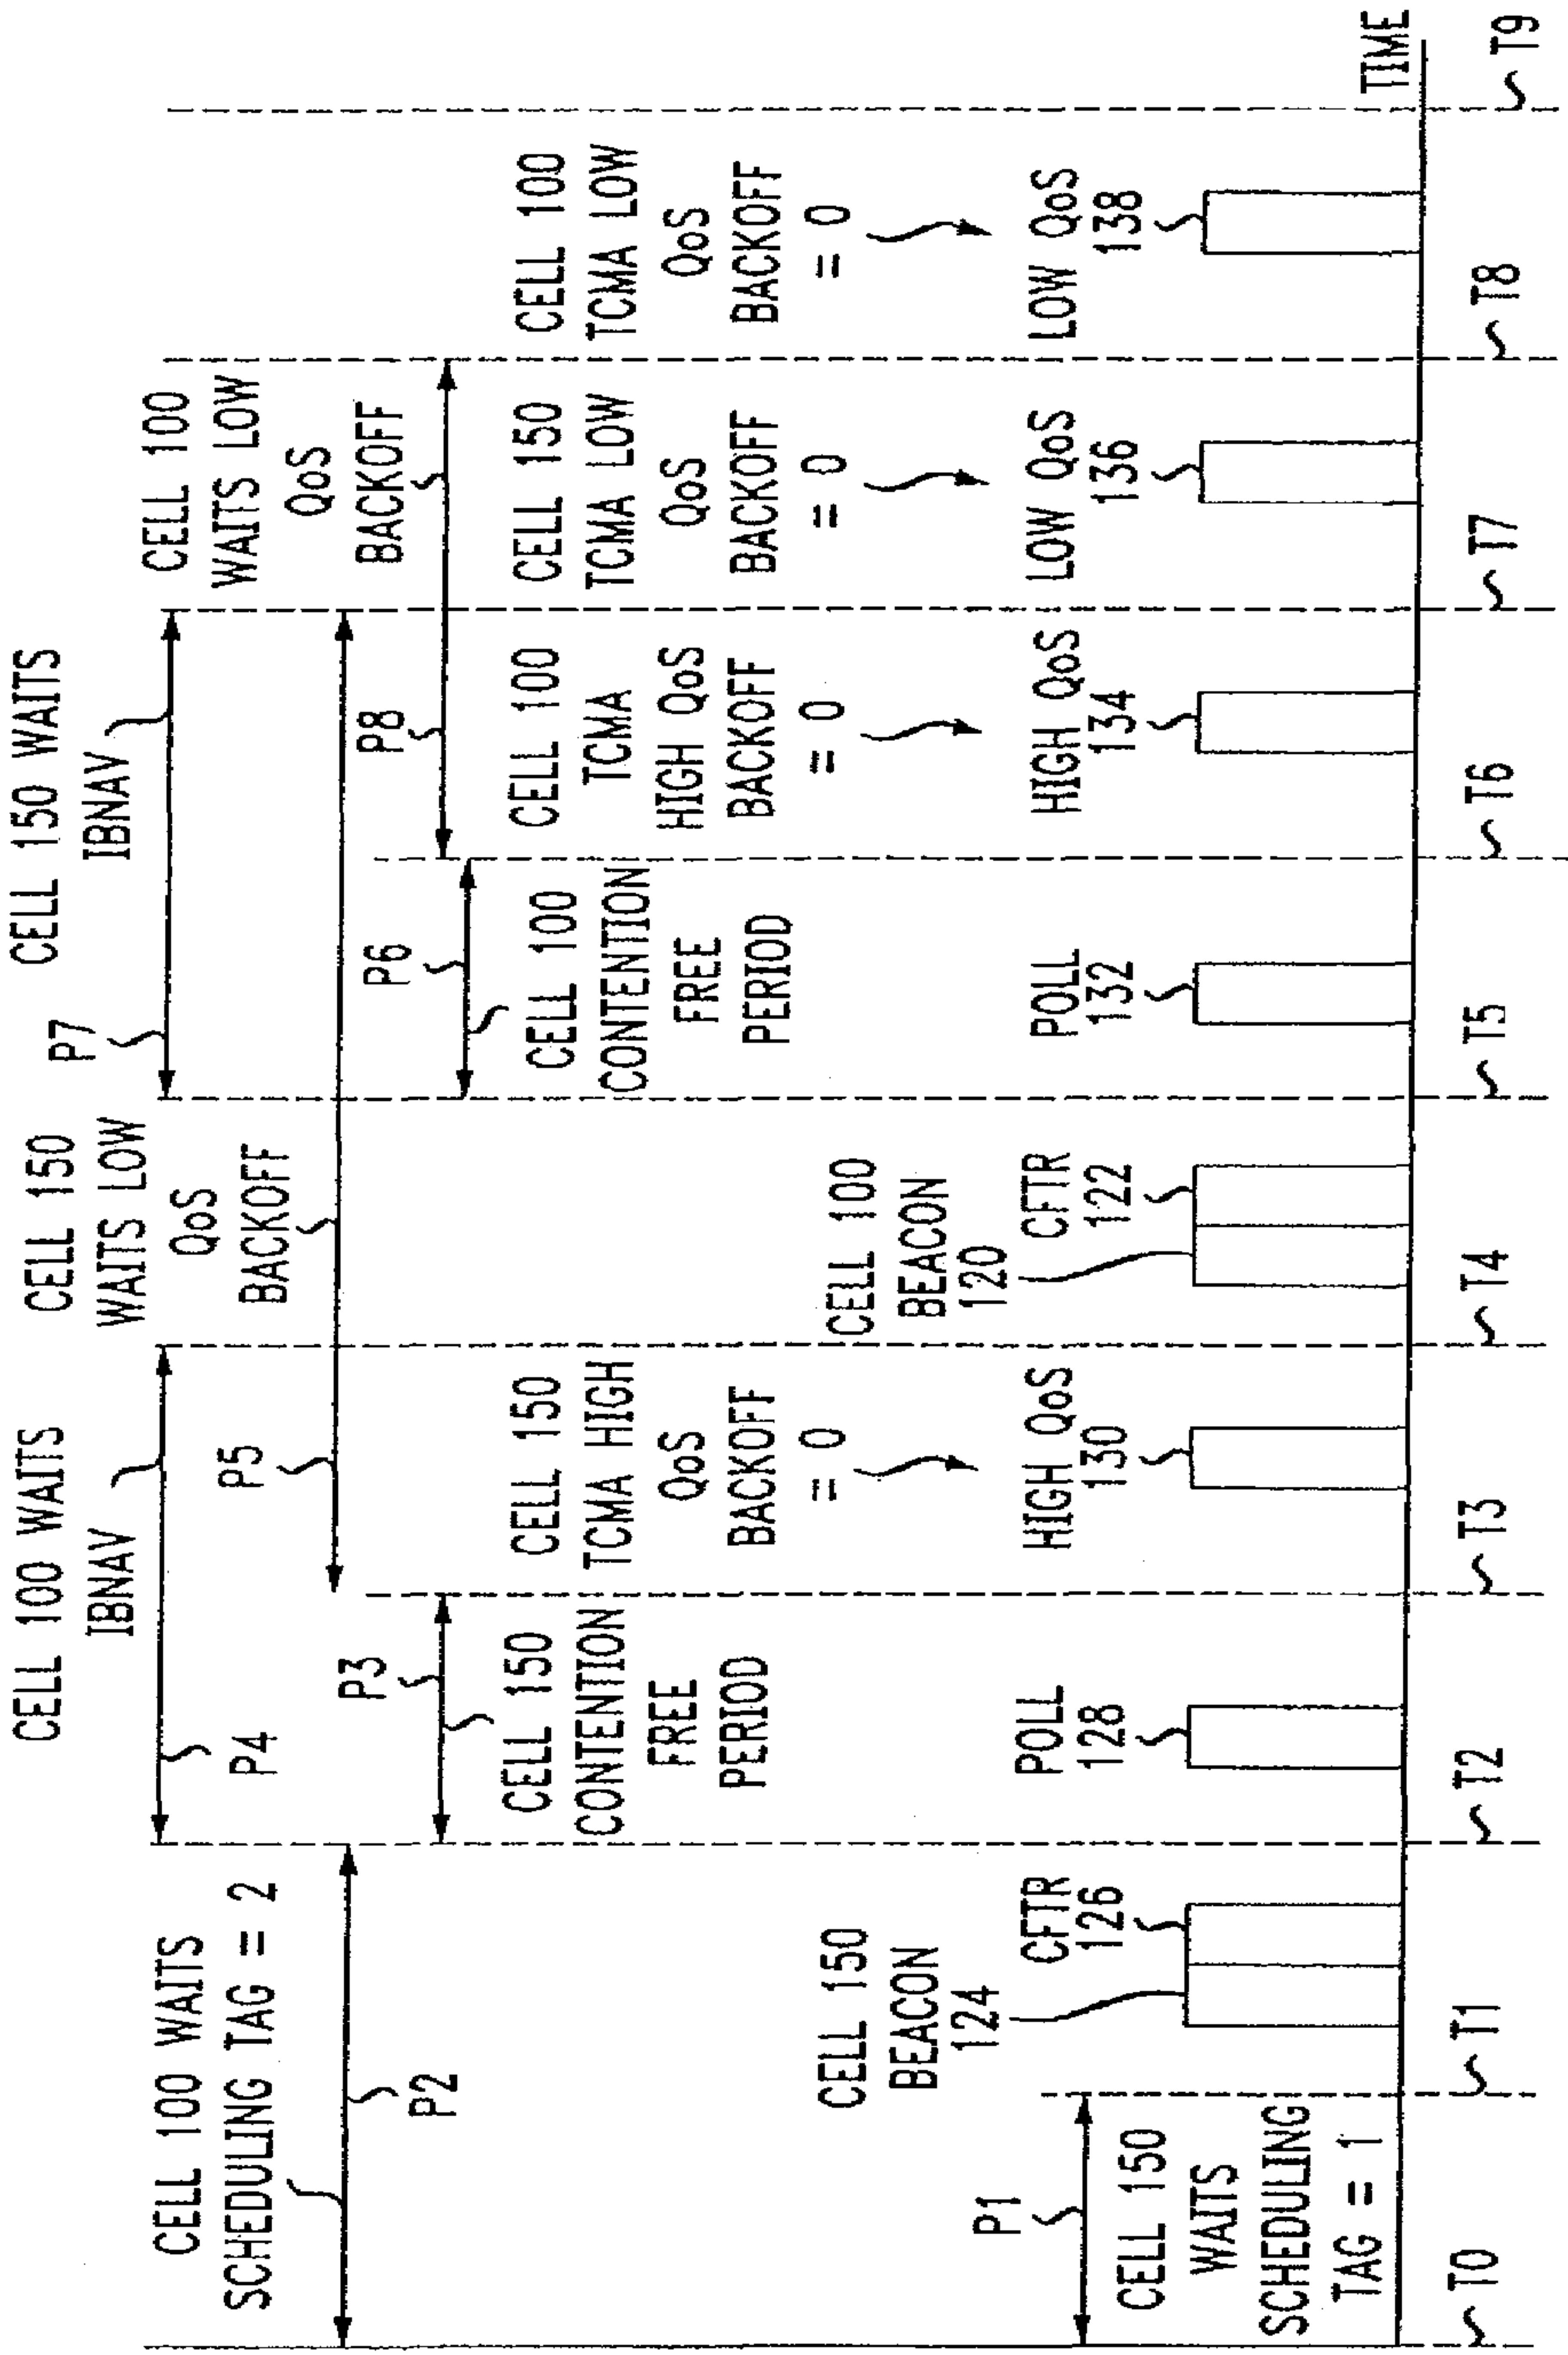 CELL 100 WAITS
SCHEDULING TAG = 2
P2
P1
CELL 150
WAITS
SCHEDULING
TAG = 1
T0
CELL 150
BEACON
124
CFTR
126
T1
CELL 100 WAITS
IBNAV
P4
P3
CELL 150
CONTENTION
FREE
PERIOD
POLL
128
T2
P5
CELL 150
TCMA HIGH
QoS
BACKOFF
= 0
HIGH QoS
130
T3
CELL 150
WAITS LOW
QoS
BACKOFF
CELL 100
BEACON
120
CFTR
122
T4
CELL 150 WAITS
IBNAV
P7
P6
CELL 100
CONTENTION
FREE
PERIOD
POLL
132
T5
P8
CELL 100
TCMA
HIGH QoS
BACKOFF
= 0
HIGH QoS
134
T6
CELL 100
WAITS LOW
QoS
BACKOFF
CELL 150
TCMA LOW
QoS
BACKOFF
= 0
LOW QoS
136
T7
CELL 100
TCMA LOW
QoS
BACKOFF
= 0
LOW QoS
138
T8
TIME
T9